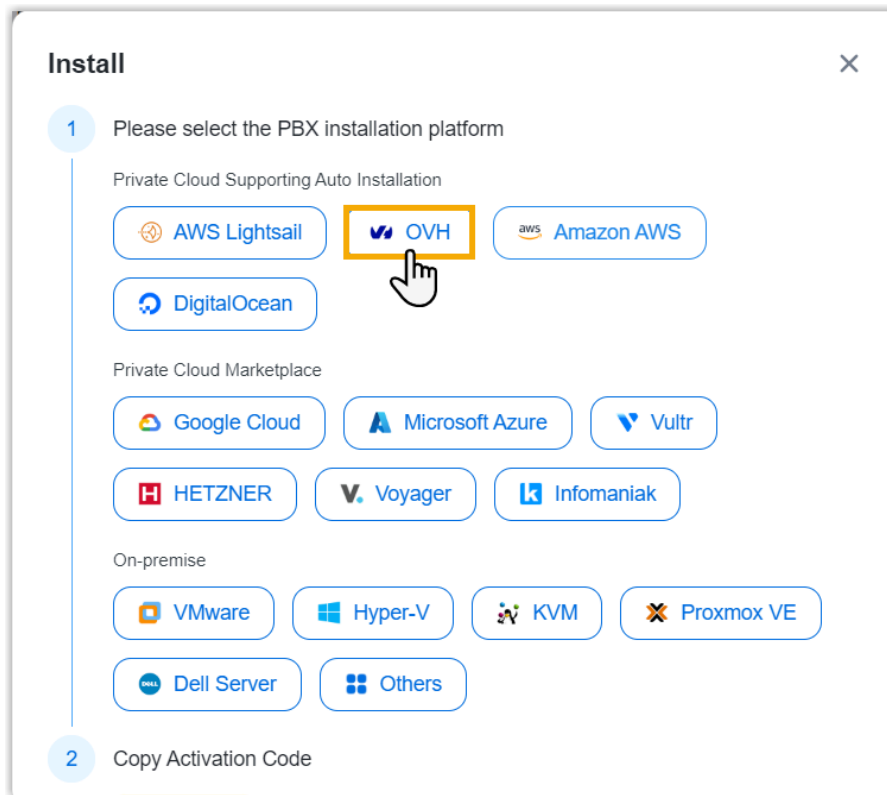 Install
1 Please select the PBX installation platform
Private Cloud Supporting Auto Installation
AWS Lightsail OVH aws Amazon AWS
DigitalOcean
Private Cloud Marketplace
Google Cloud Microsoft Azure Vultr
H HETZNER V. Voyager k Infomaniak
On-premise
VMware Hyper-V KVM Proxmox VE
DELL Dell Server Others
2 Copy Activation Code